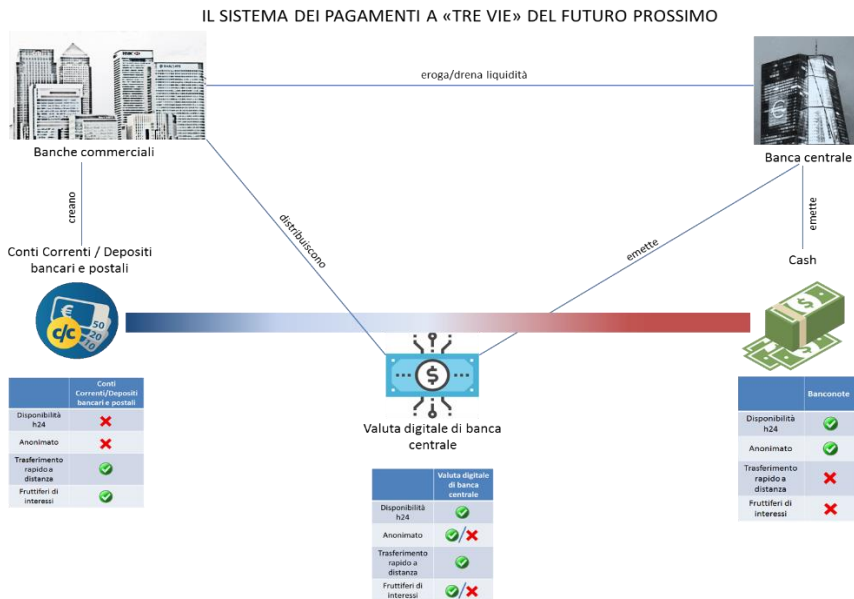 IL SISTEMA DEI PAGAMENTI A «TRE VIE» DEL FUTURO PROSSIMO
eroga/drena liquidità
Banche commerciali
Banca centrale
creano
distribuiscono
emette
emette
Conti Correnti / Depositi
bancari e postali
Cash
€
c/c
50
20
10
Valuta digitale di banca
centrale
Conti
Correnti/Depositi
bancari e postali
Disponibilità
h24
Anonimato
Trasferimento
rapido a
distanza
Fruttiferi di
interessi
Valuta digitale
di banca
centrale
Disponibilità
h24
Anonimato
Trasferimento
rapido a
distanza
Fruttiferi di
interessi
Banconote
Disponibilità
h24
Anonimato
Trasferimento
rapido a
distanza
Fruttiferi di
interessi